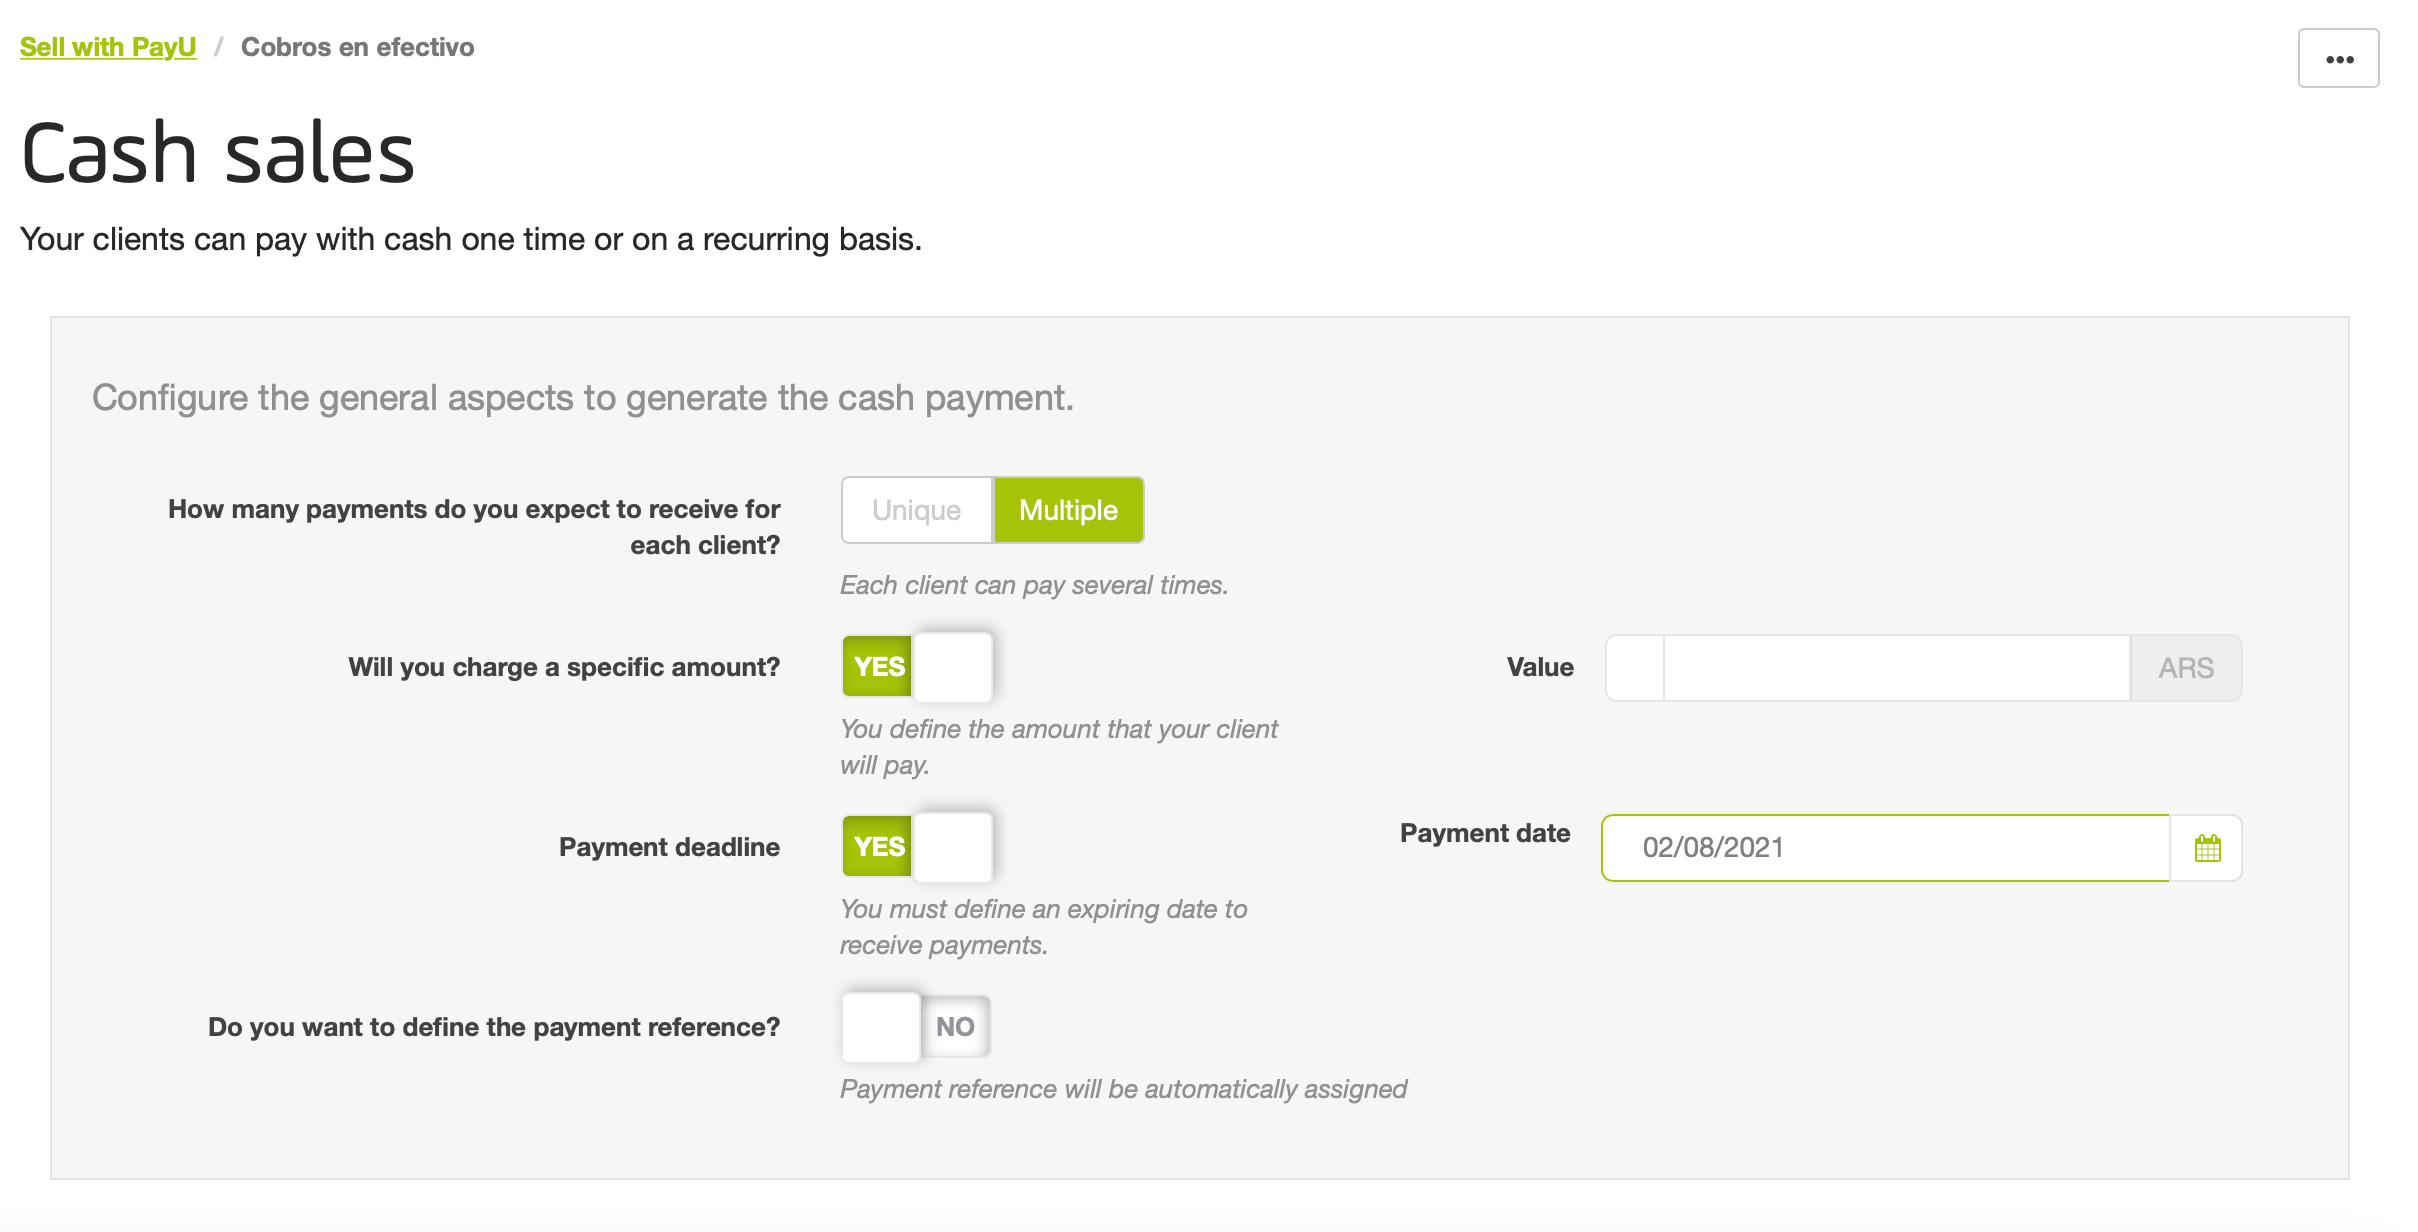 Sell with PayU / Cobros en efectivo
Cash sales
Your clients can pay with cash one time or on a recurring basis.
Configure the general aspects to generate the cash payment.
How many payments do you expect to receive for
each client?
Unique Multiple
Each client can pay several times.
Will you charge a specific amount?
YES
Value
ARS
You define the amount that your client
will pay.
Payment deadline
YES
Payment date
02/08/2021
You must define an expiring date to
receive payments.
Do you want to define the payment reference?
NO
Payment reference will be automatically assigned